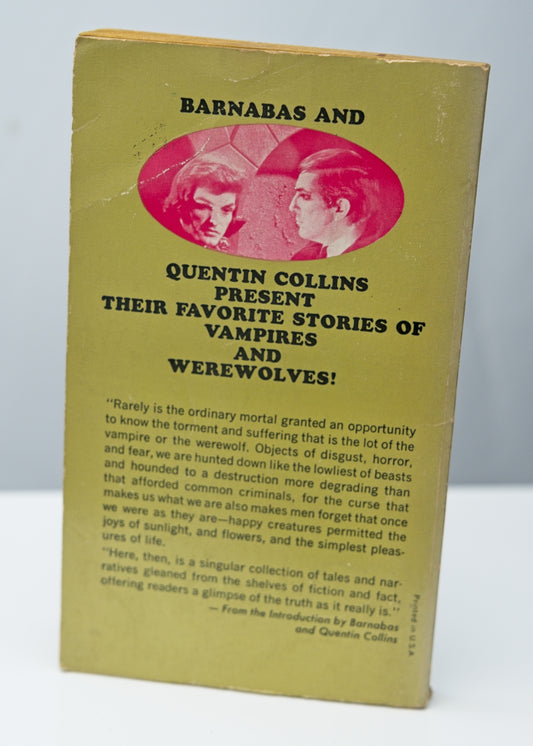 BARNABAS AND
QUENTIN COLLINS
PRESENT
THEIR FAVORITE STORIES OF
VAMPIRES
AND
WEREWOLVES!
"Rarely is the ordinary mortal granted an opportunity
to know the torment and suffering that is the lot of the
vampire or the werewolf. Objects of disgust, horror,
and fear, we are hunted down like the lowliest of beasts
and hounded to a destruction more degrading than
that afforded common criminals, for the curse that
makes us what we are also makes men forget that once
we were as they are—happy creatures permitted the
joys of sunlight, and flowers, and the simplest pleas-
ures of life.
"Here, then, is a singular collection of tales and nar-
ratives gleaned from the shelves of fiction and fact,
offering readers a glimpse of the truth as it really is."
— From the Introduction by Barnabas
and Quentin Collins
Printed in U.S.A.